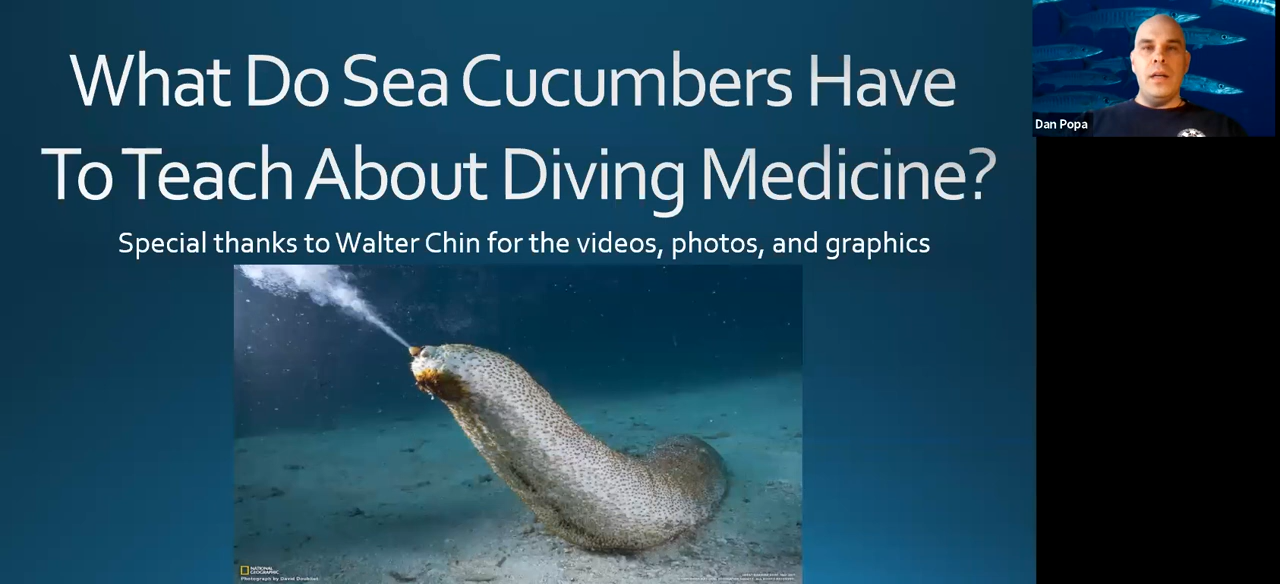 What Do Sea Cucumbers Have
To Teach About Diving Medicine?
Special thanks to Walter Chin for the videos, photos, and graphics
Dan Popa
NATIONAL
GEOGRAPHIC
Photograph by David Doubilet